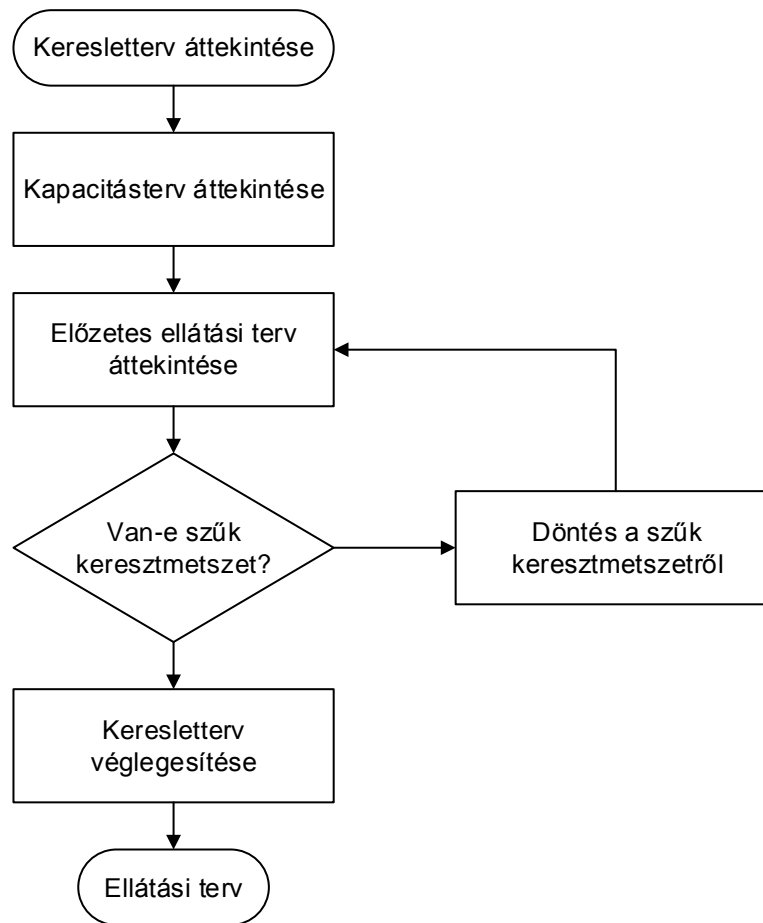 Keresletterv áttekintése
Kapacitásterv áttekintése
Előzetes ellátási terv
áttekintése
Van-e szűk
keresztmetszet?
Döntés a szűk
keresztmetszetről
Keresletterv
véglegesítése
Ellátási terv